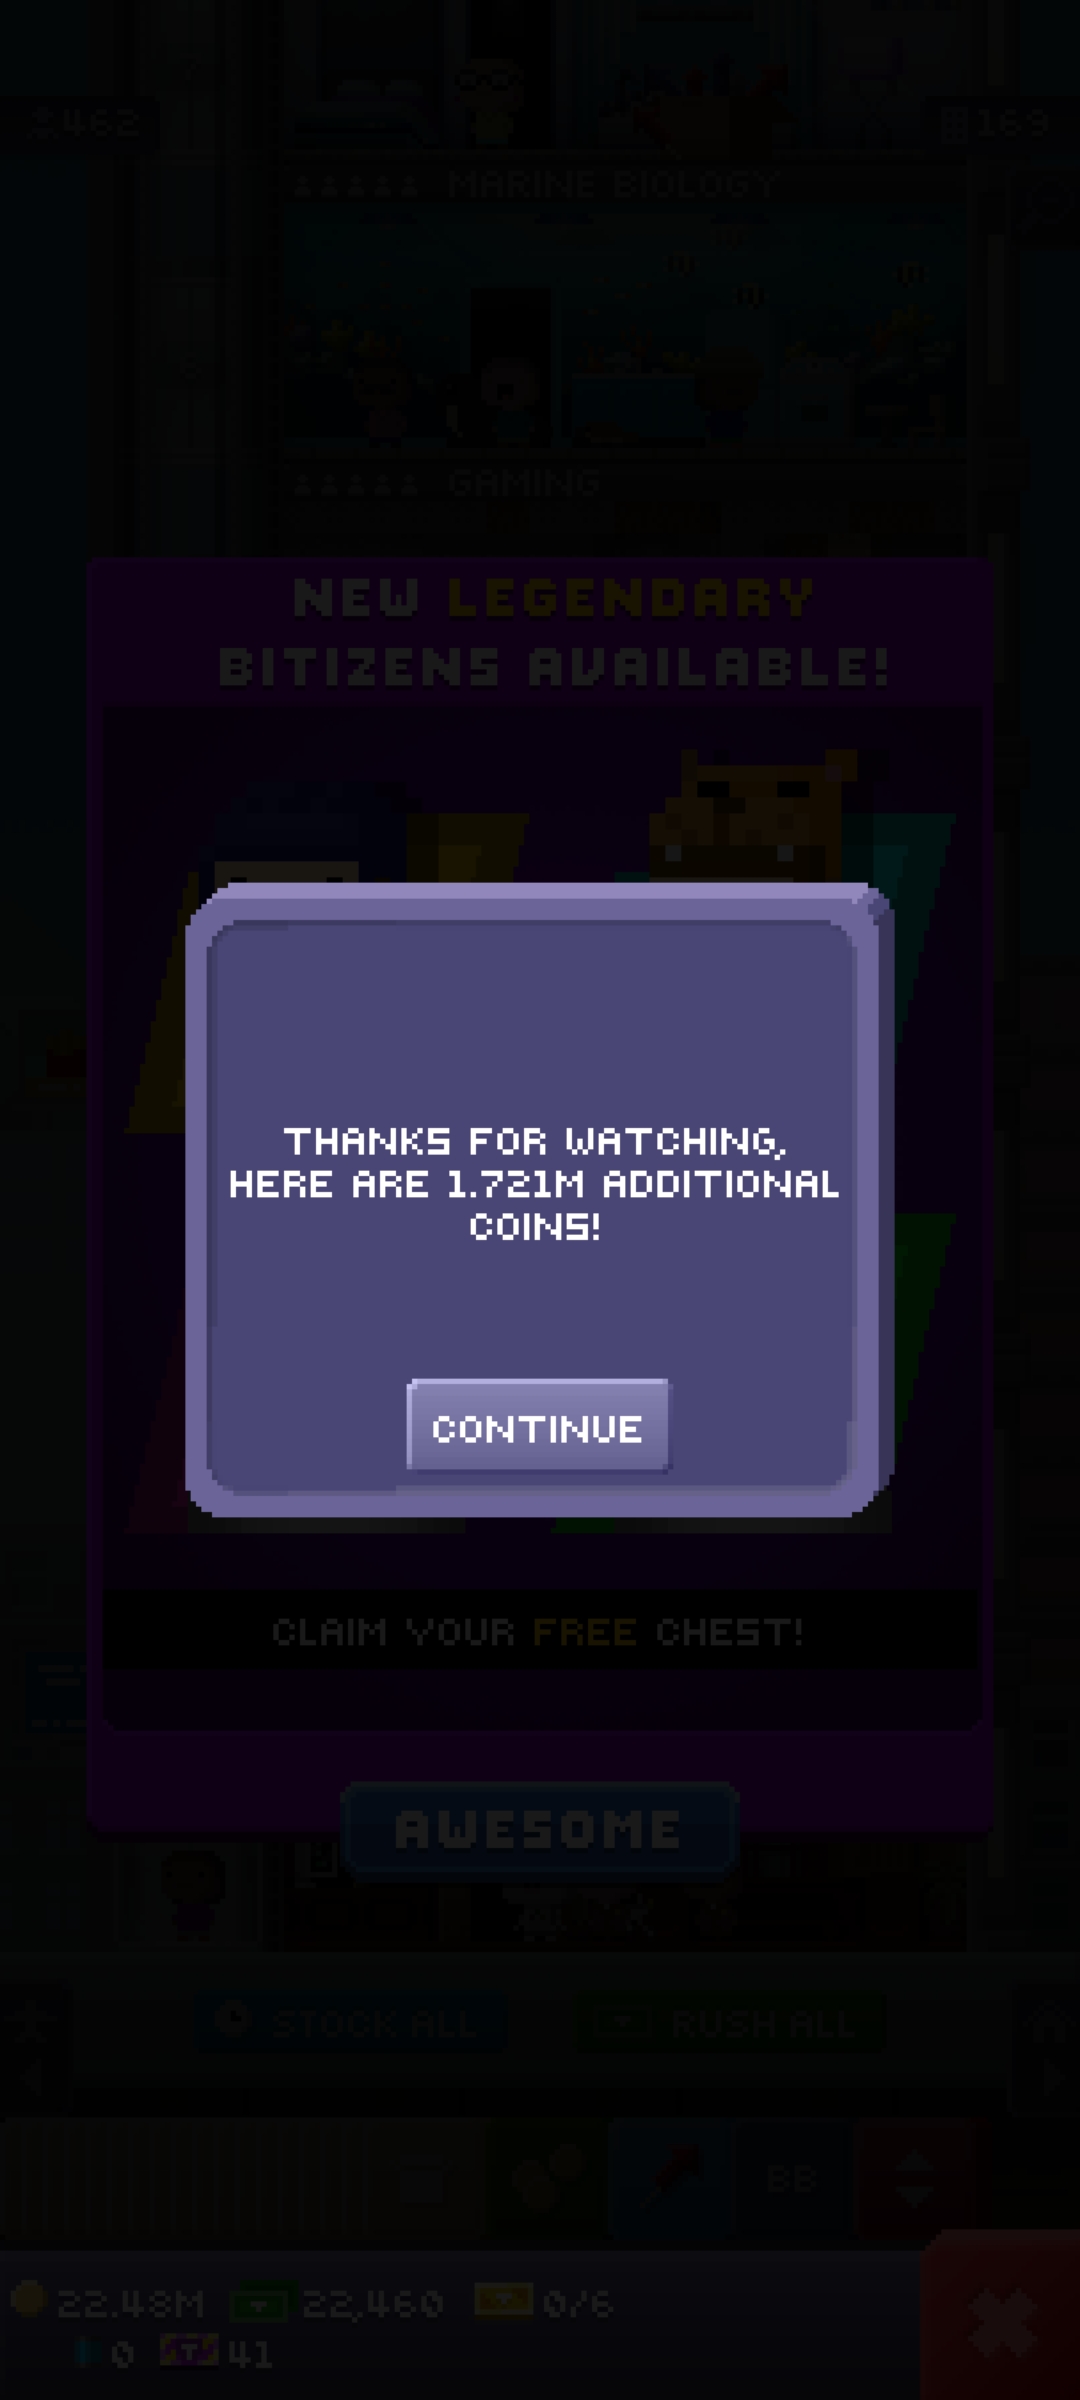 462
169
MARINE BIOLOGY
GAMING
NEW LEGENDARY
BITIZENS AVAILABLE!
THANKS FOR WATCHING,
HERE ARE 1.721M ADDITIONAL
COINS!
CONTINUE
CLAIM YOUR FREE CHEST!
AWESOME
STOCK ALL
RUSH ALL
BB
22.48M 22,460 0/6
0 41